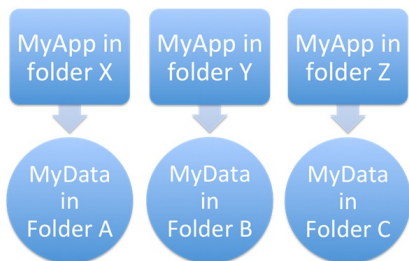 MyApp in
folder X
MyApp in
folder Y
MyApp in
folder Z
MyData
in
Folder A
MyData
in
Folder B
MyData
in
Folder C